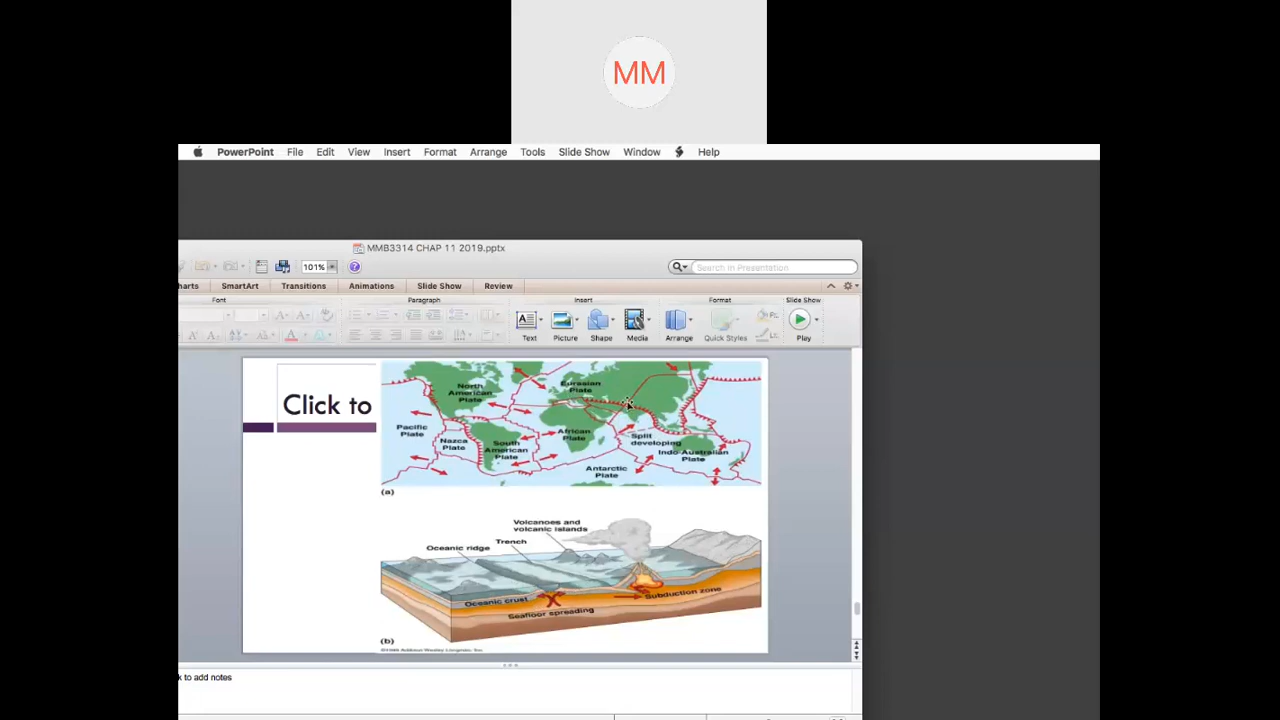 MM
PowerPoint File Edit View Insert Format Arrange Tools Slide Show Window Help
MMB3314 CHAP 11 2019.pptx
101%
Search in Presentation
harts SmartArt Transitions Animations Slide Show Review
Font Paragraph Insert Format Slide Show
Text Picture Shape Media Arrange Quick Styles Play
Click to
North
American
Plate
Eurasian
Plate
Pacific
Plate
Nazca
Plate
South
American
Plate
African
Plate
Split
developing
Indo-Australian
Plate
Antarctic
Plate
(a)
Volcanoes and
volcanic islands
Trench
Oceanic ridge
Oceanic crust
Seafloor spreading
Subduction zone
(b)
k to add notes